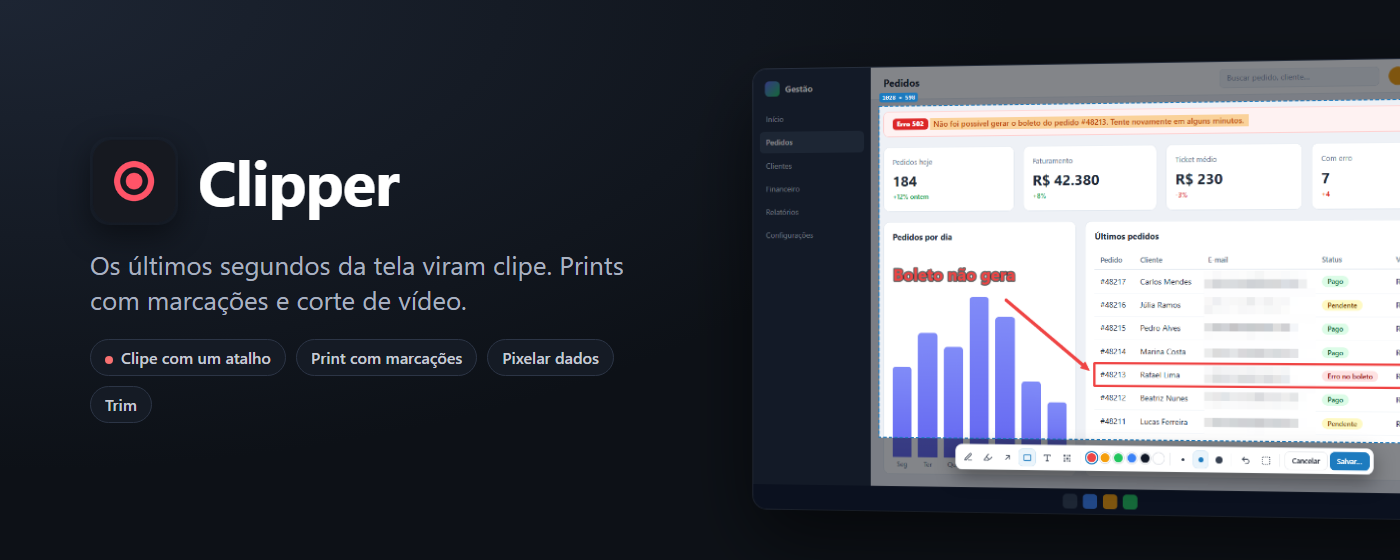 Clipper
Os últimos segundos da tela viram clipe. Prints
com marcações e corte de vídeo.
Clipe com um atalho
Print com marcações
Pixelar dados
Trim
Gestão
Início
Pedidos
Clientes
Financeiro
Relatórios
Configurações
Pedidos
Buscar pedido, cliente...
Erro 502 Não foi possível gerar o boleto do pedido #48213. Tente novamente em alguns minutos.
Pedidos hoje
184
+12% ontem
Faturamento
R$ 42.380
+8%
Ticket médio
R$ 230
-3%
Com erro
7
+4
Pedidos por dia
Boleto não gera
Seg Ter
Últimos pedidos
Pedido Cliente E-mail Status
#48217 Carlos Mendes Pago
#48216 Júlia Ramos Pendente
#48215 Pedro Alves Pago
#48214 Marina Costa Pago
#48213 Rafael Lima Erro no boleto
#48212 Beatriz Nunes Pago
#48211 Lucas Ferreira Pendente
T
Cancelar
Salvar...